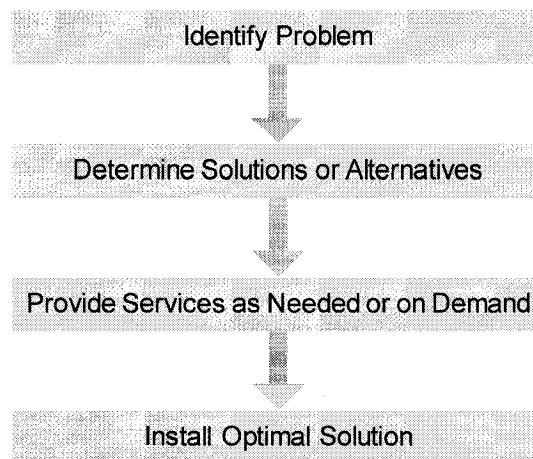 Identify Problem
Determine Solutions or Alternatives
Provide Services as Needed or on Demand
Install Optimal Solution